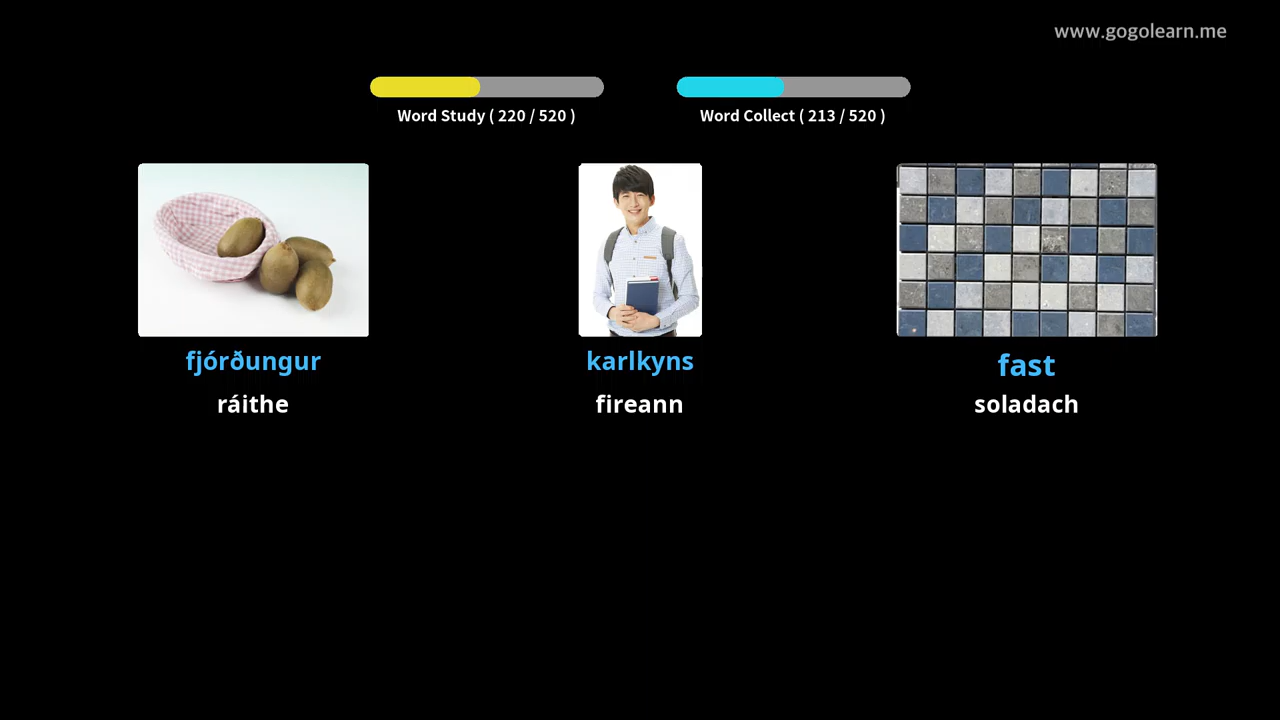 www.gogolearn.me
Word Study ( 220 / 520 )
Word Collect ( 213 / 520 )
fjórðungur
ráithe
karlkyns
fireann
fast
soladach